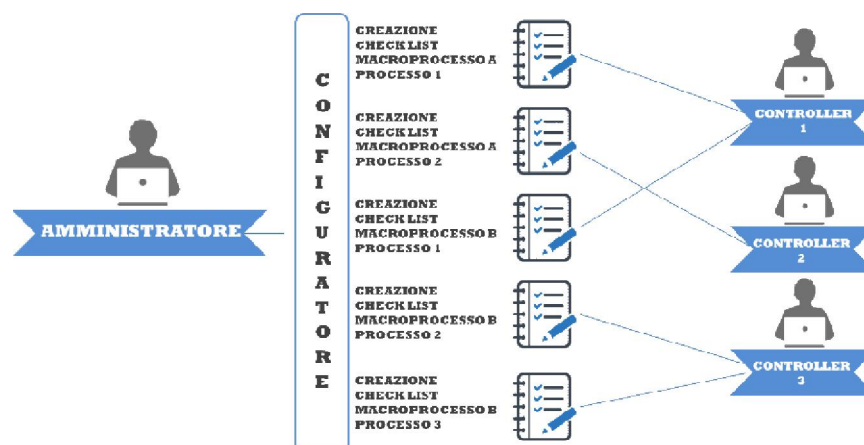 AMMINISTRATORE
CONFIGURATORE
CREAZIONE
CHECK LIST
MACROPROCESSO A
PROCESSO 1
CREAZIONE
CHECK LIST
MACROPROCESSO A
PROCESSO 2
CREAZIONE
CHECK LIST
MACROPROCESSO B
PROCESSO 1
CREAZIONE
CHECK LIST
MACROPROCESSO B
PROCESSO 2
CREAZIONE
CHECK LIST
MACROPROCESSO B
PROCESSO 3
CONTROLLER
1
CONTROLLER
2
CONTROLLER
3